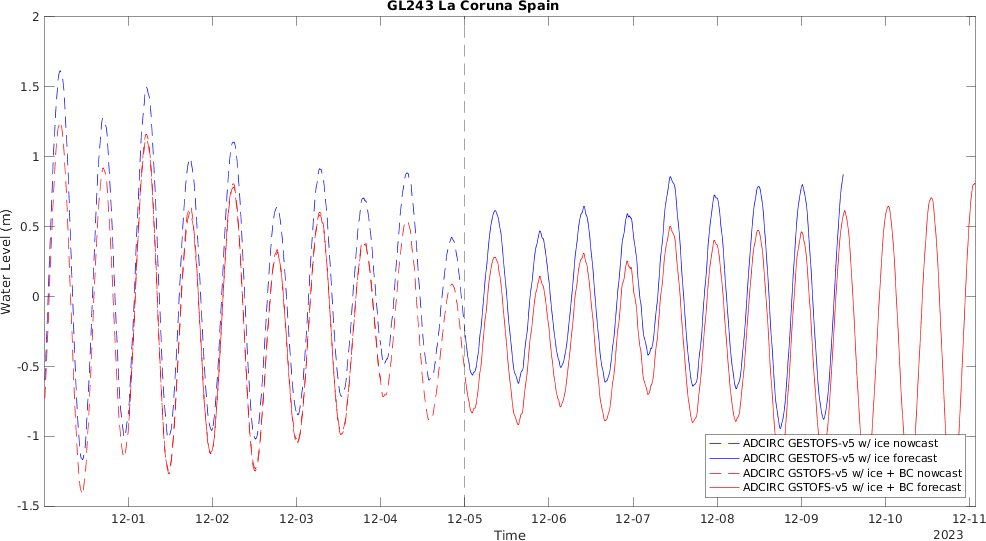 GL243 La Coruna Spain
2
1.5
1
0.5
0
-0.5
-1
-1.5
Water Level (m)
12-01 12-02 12-03 12-04 12-05 12-06 12-07 12-08 12-09 12-10 12-11
Time
2023
ADCIRC GESTOFS-v5 w/ ice nowcast
ADCIRC GESTOFS-v5 w/ ice forecast
ADCIRC GSTOFS-v5 w/ ice + BC nowcast
ADCIRC GSTOFS-v5 w/ ice + BC forecast